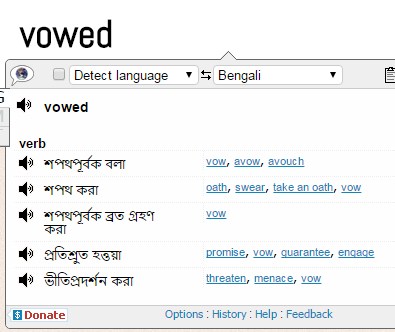 vowed
Detect language Bengali
G
vowed
verb
শপথপূর্বক বলা vow, avow, avouch
শপথ করা oath, swear, take an oath, vow
শপথপূর্বক ব্রত গ্রহণ vow
করা
প্রতিশ্রুত হত্তয়া promise, vow, guarantee, engage
ভীতিপ্রদর্শন করা threaten, menace, vow
$ Donate Options : History : Help : Feedback